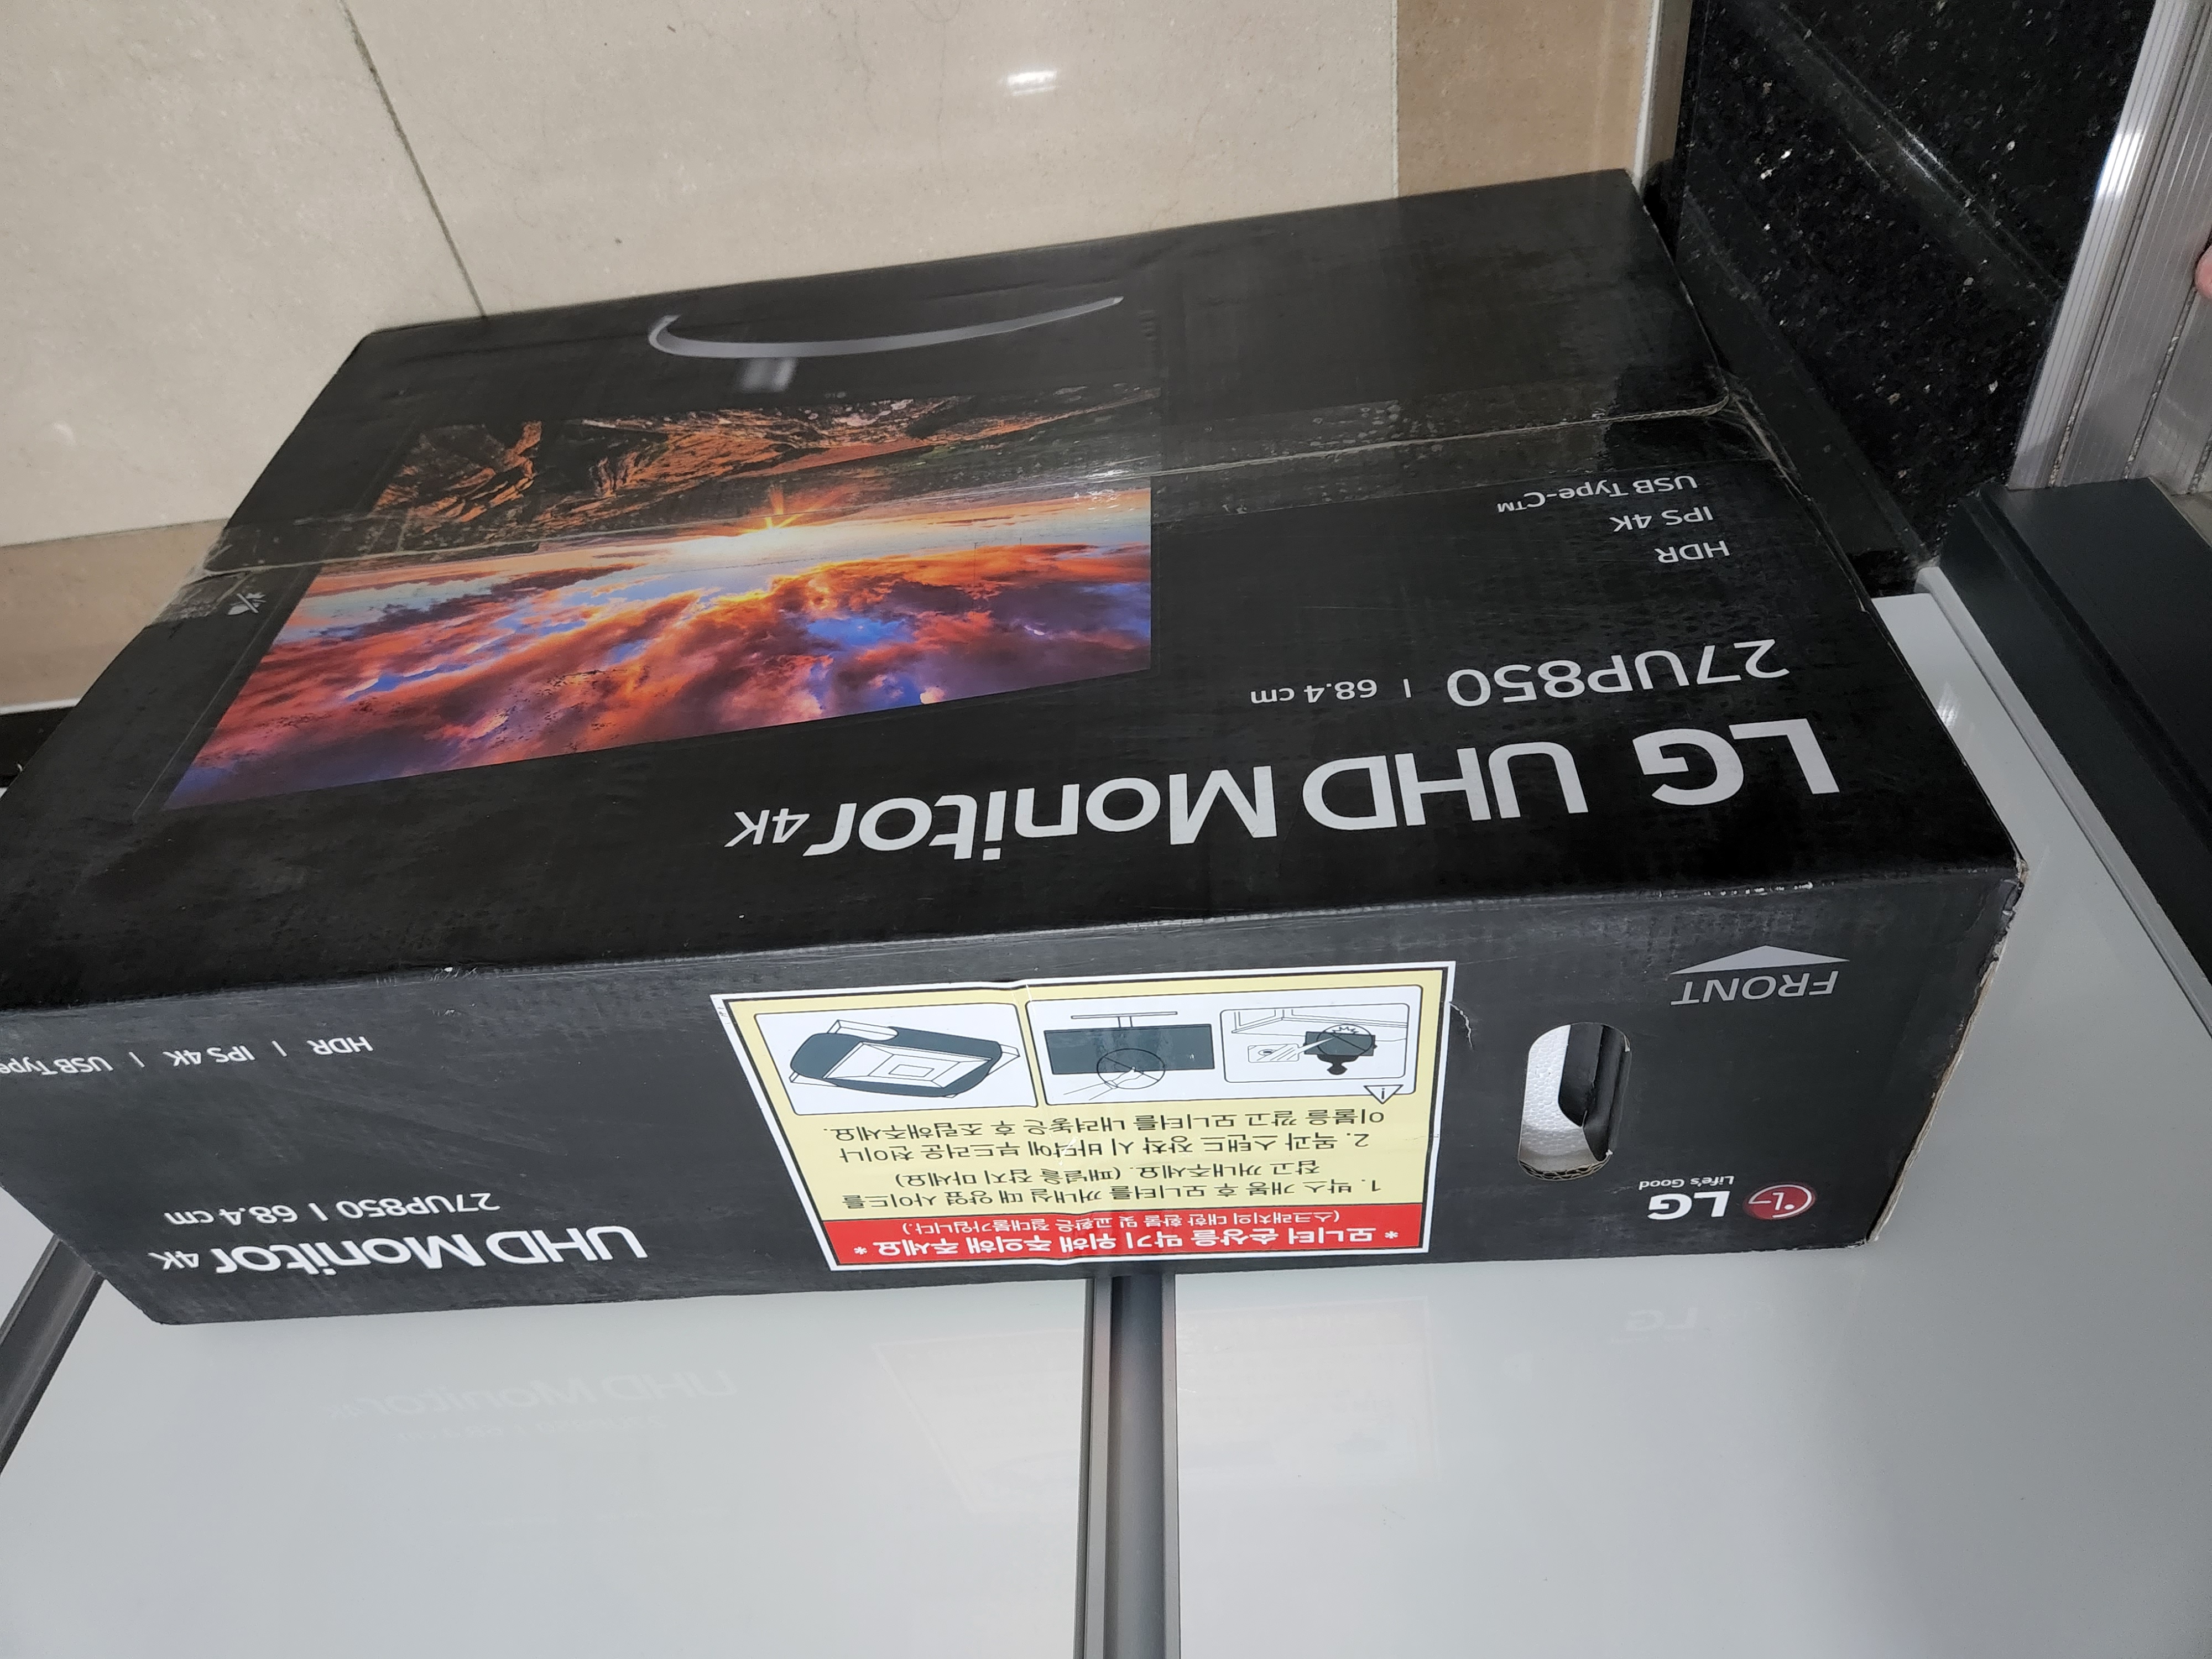 LG
Life's Good
FRONT
* 모니터 손상을 막기 위해 주의해 주세요 *
(스크래치의 대한 환불 및 교환은 절대불가입니다.)
1. 박스 개봉 후 모니터를 꺼내실 때 양옆 사이드를
잡고 꺼내주세요. (패널을 잡지 마세요)
2. 목과 스탠드 장착 시 바닥에 부드러운 천이나
이불을 깔고 모니터를 내려놓은 후 조립해주세요.
UHD Monitor 4K
27UP850 | 68.4 cm
HDR | IPS 4K | USB Type
LG UHD Monitor 4K
27UP850 | 68.4 cm
HDR
IPS 4K
USB Type-C™